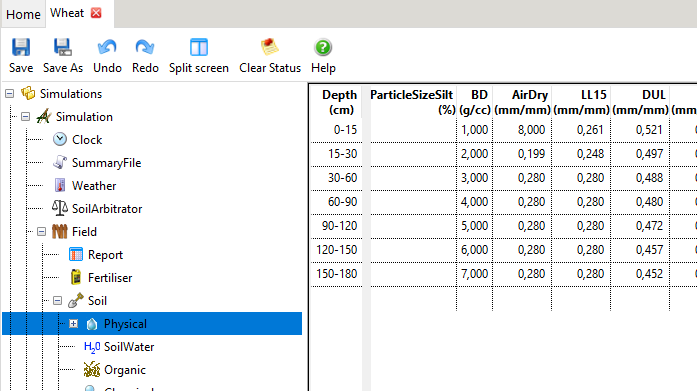 Home Wheat
Save Save As Undo Redo Split screen Clear Status Help
Simulations
Simulation
Clock
SummaryFile
Weather
SoilArbitrator
Field
Report
Fertiliser
Soil
Physical
H₂O SoilWater
Organic
Depth ParticleSizeSilt BD AirDry LL15 DUL
(cm) (%) (g/cc) (mm/mm) (mm/mm) (mm/mm)
0-15 1,000 8,000 0,261 0,521
15-30 2,000 0,199 0,248 0,497
30-60 3,000 0,280 0,280 0,488
60-90 4,000 0,280 0,280 0,480
90-120 5,000 0,280 0,280 0,472
120-150 6,000 0,280 0,280 0,457
150-180 7,000 0,280 0,280 0,452